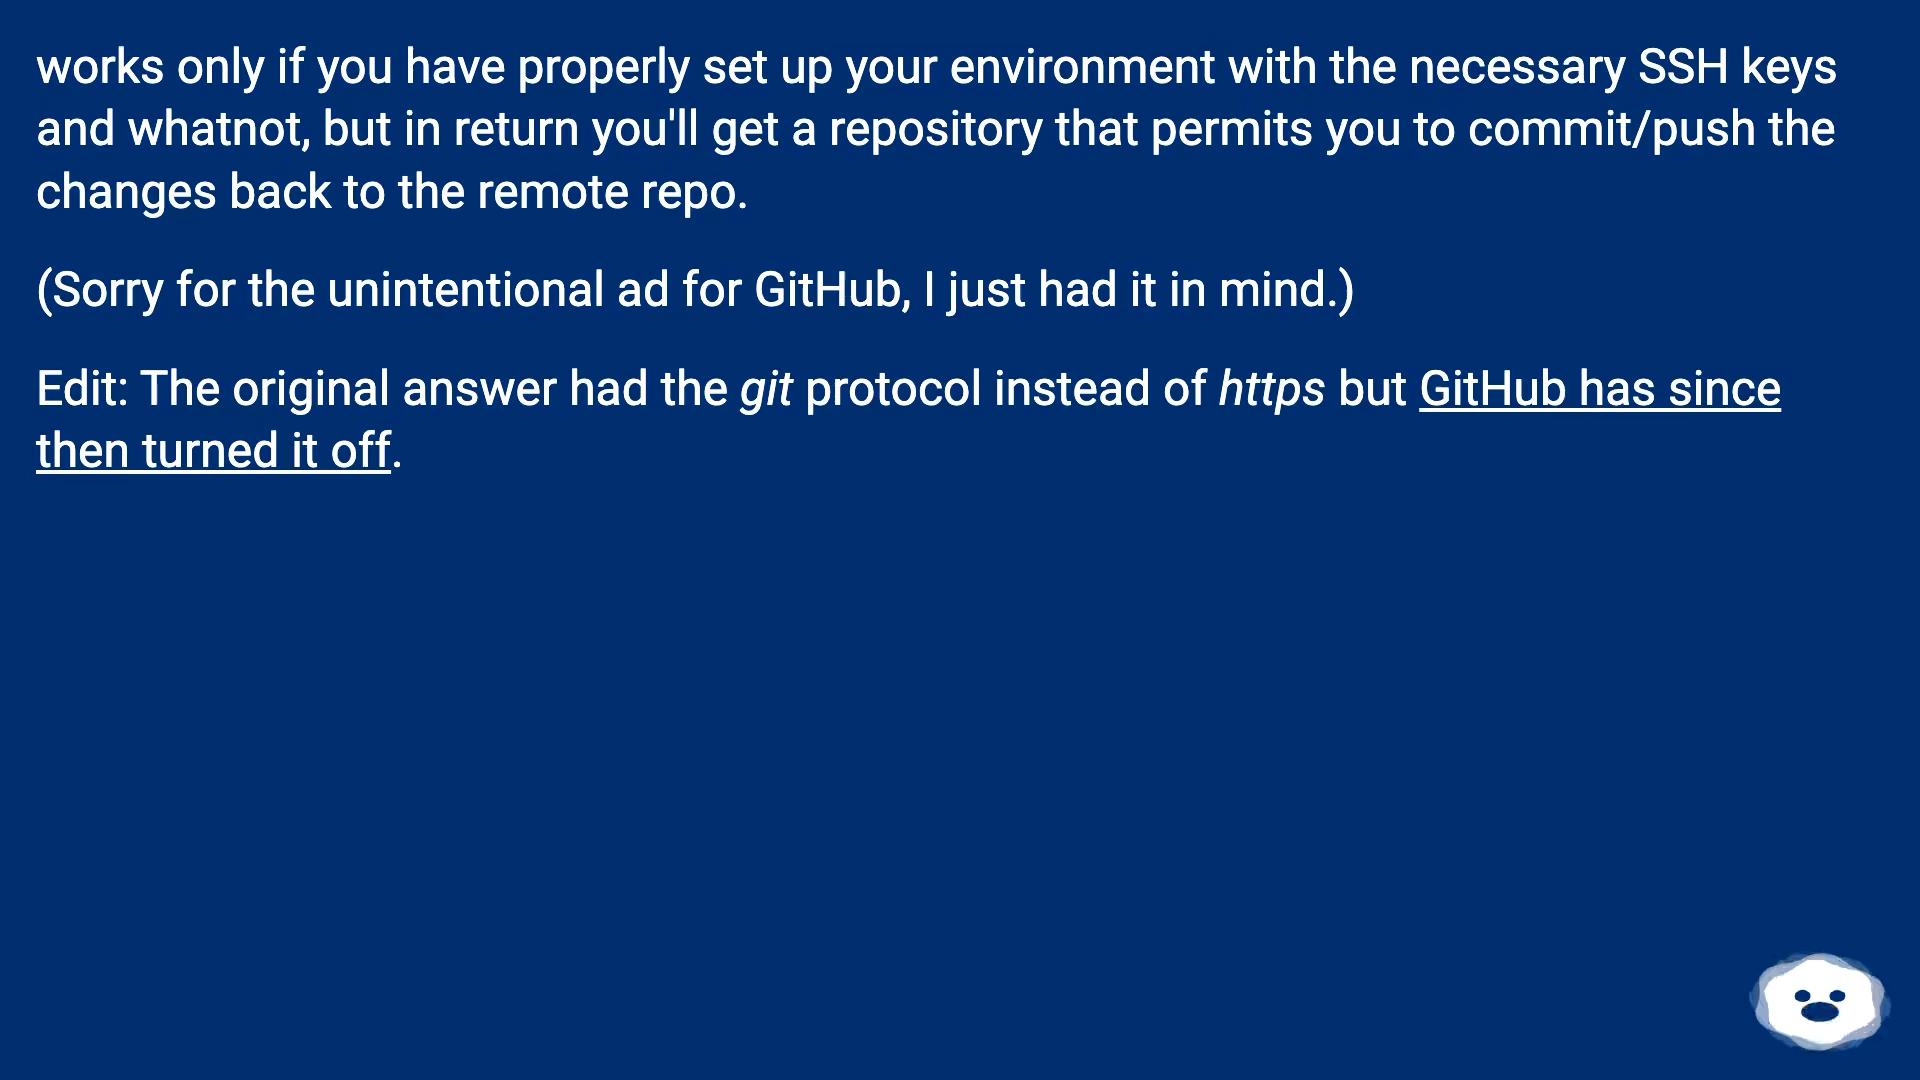 works only if you have properly set up your environment with the necessary SSH keys
and whatnot, but in return you'll get a repository that permits you to commit/push the
changes back to the remote repo.
(Sorry for the unintentional ad for GitHub, I just had it in mind.)
Edit: The original answer had the git protocol instead of https but GitHub has since
then turned it off.